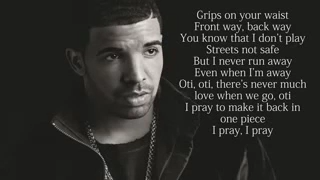 Grips on your waist
Front way, back way
You know that I don't play
Streets not safe
But I never run away
Even when I'm away
Oti, oti, there's never much
love when we go, oti
I pray to make it back in
one piece
I pray, I pray